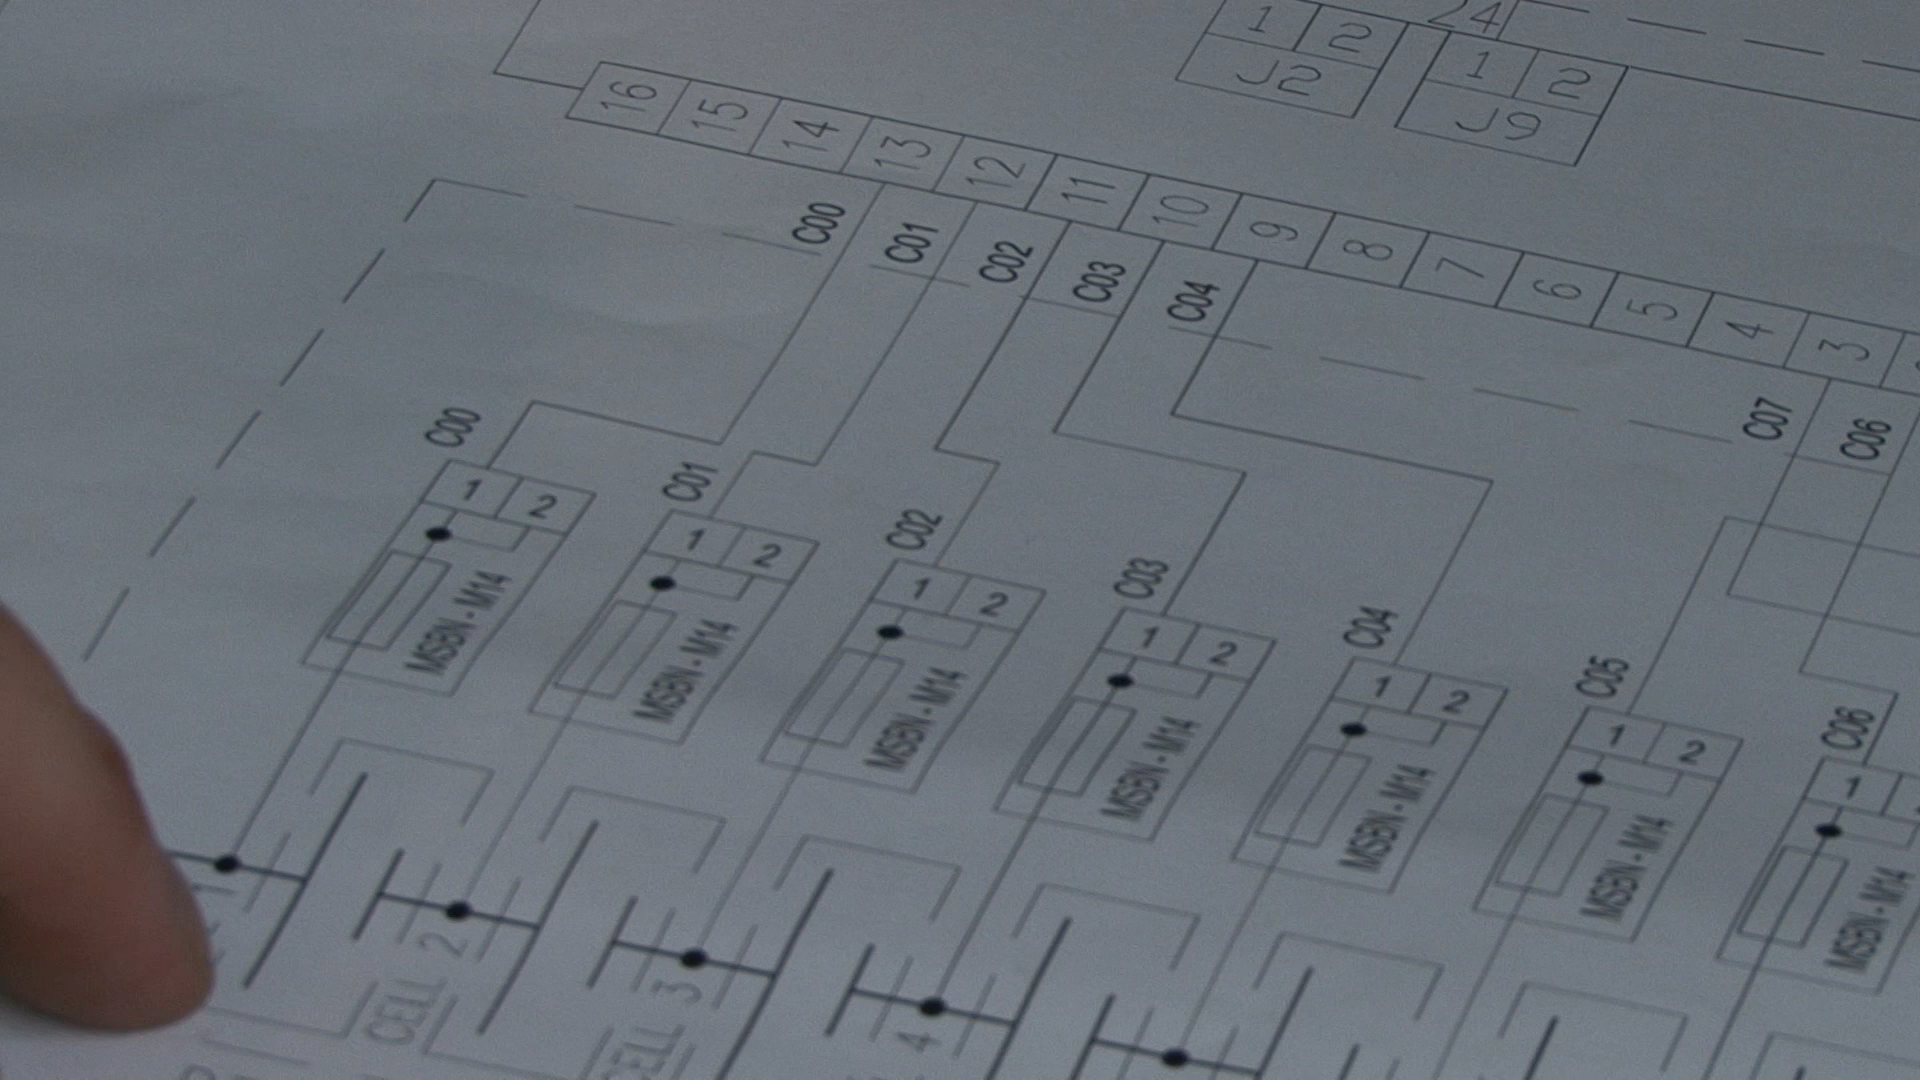 24
1 2
J2
1 2
J9
16 15 14 13 12 11 10 9 8 7 6 5 4 3
C00 C01 C02 C03 C04 C07 C06
C00 C01 C02 C03 C04 C05 C06
1 2
MSBN - M14
1 2
MSBN - M14
1 2
MSBN - M14
1 2
MSBN - M14
1 2
MSBN - M14
1 2
MSBN - M14
1
MSBN - M14
CELL 2
CELL 3
4